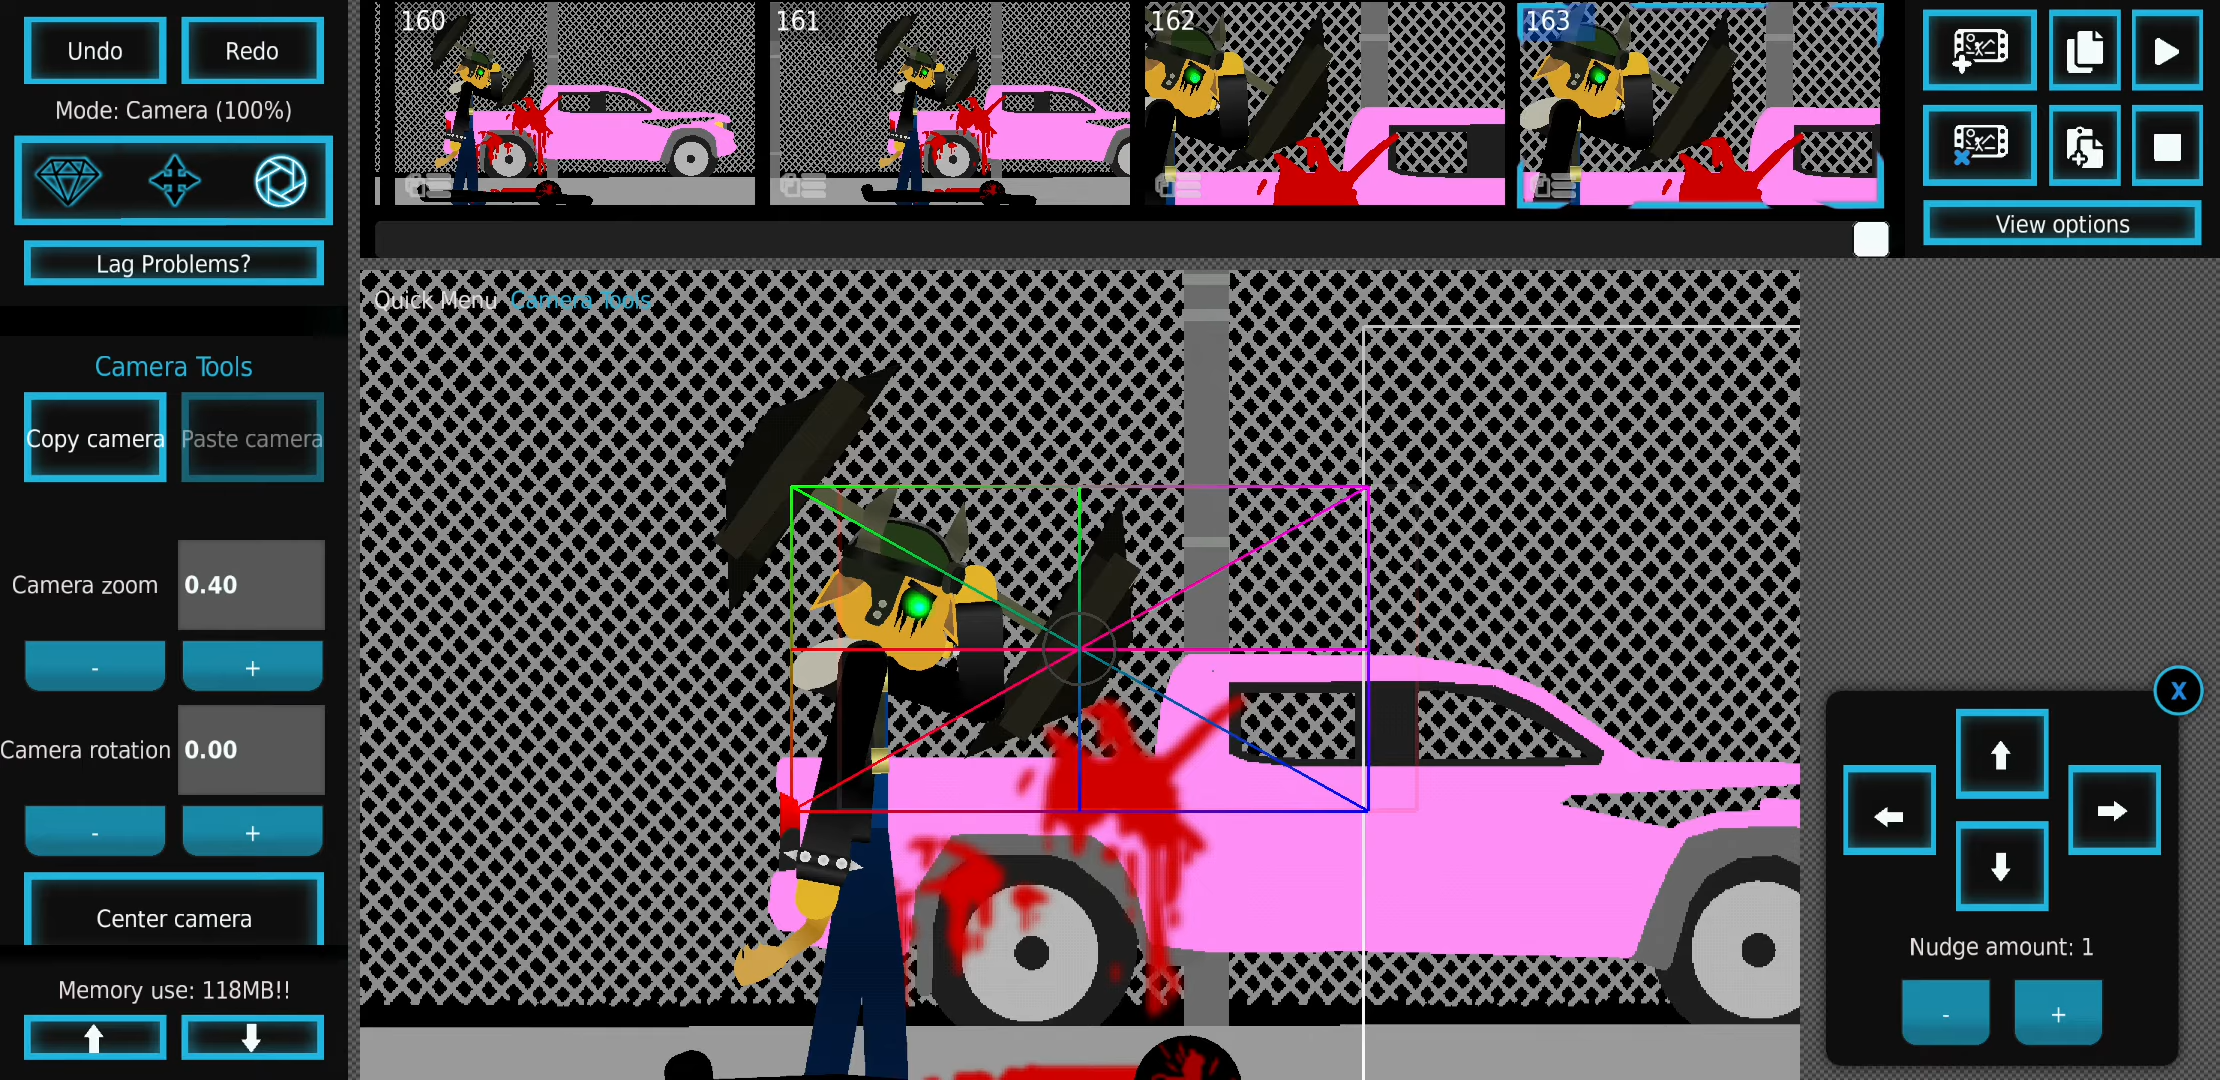 Undo
Redo
Mode: Camera (100%)
Lag Problems?
160
161
162
163
View options
Quick Menu
Camera Tools
Camera Tools
Copy camera
Paste camera
Camera zoom
0.40
-
+
Camera rotation
0.00
-
+
Center camera
Memory use: 118MB!!
X
Nudge amount: 1
-
+